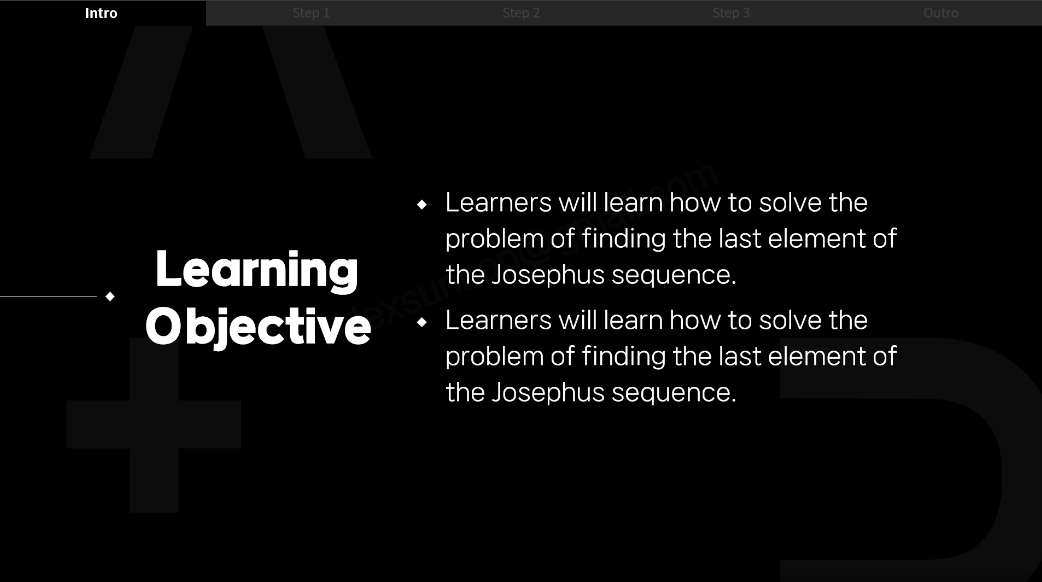 Intro
Step 1
Step 2
Step 3
Outro
Learning
Objective
Learners will learn how to solve the
problem of finding the last element of
the Josephus sequence.
Learners will learn how to solve the
problem of finding the last element of
the Josephus sequence.